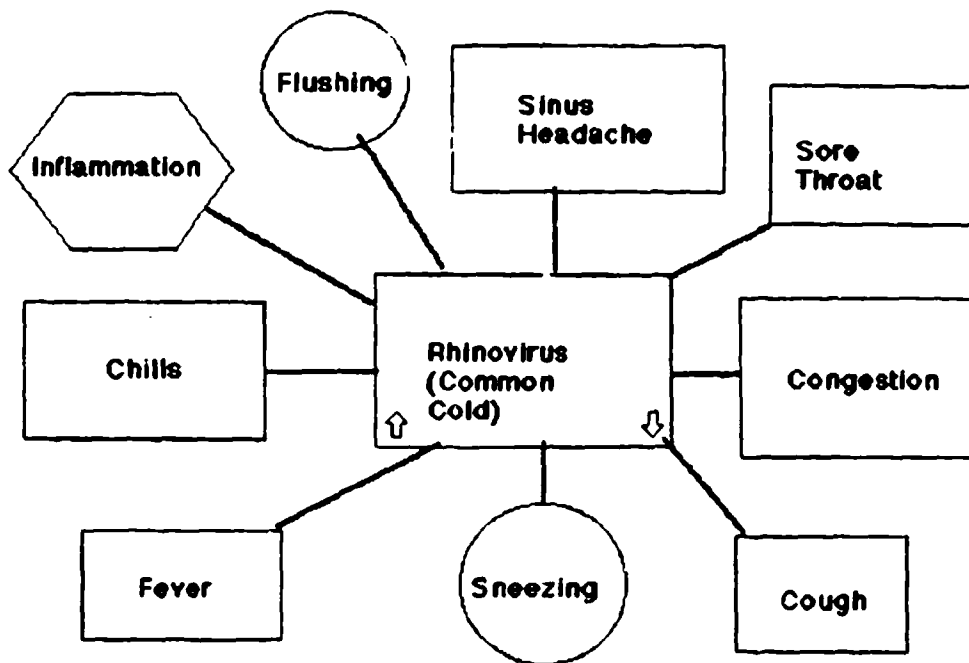 Flushing
Sinus
Headache
Inflammation
Sore
Throat
Chills
Rhinovirus
(Common
Cold)
Congestion
Fever
Sneezing
Cough